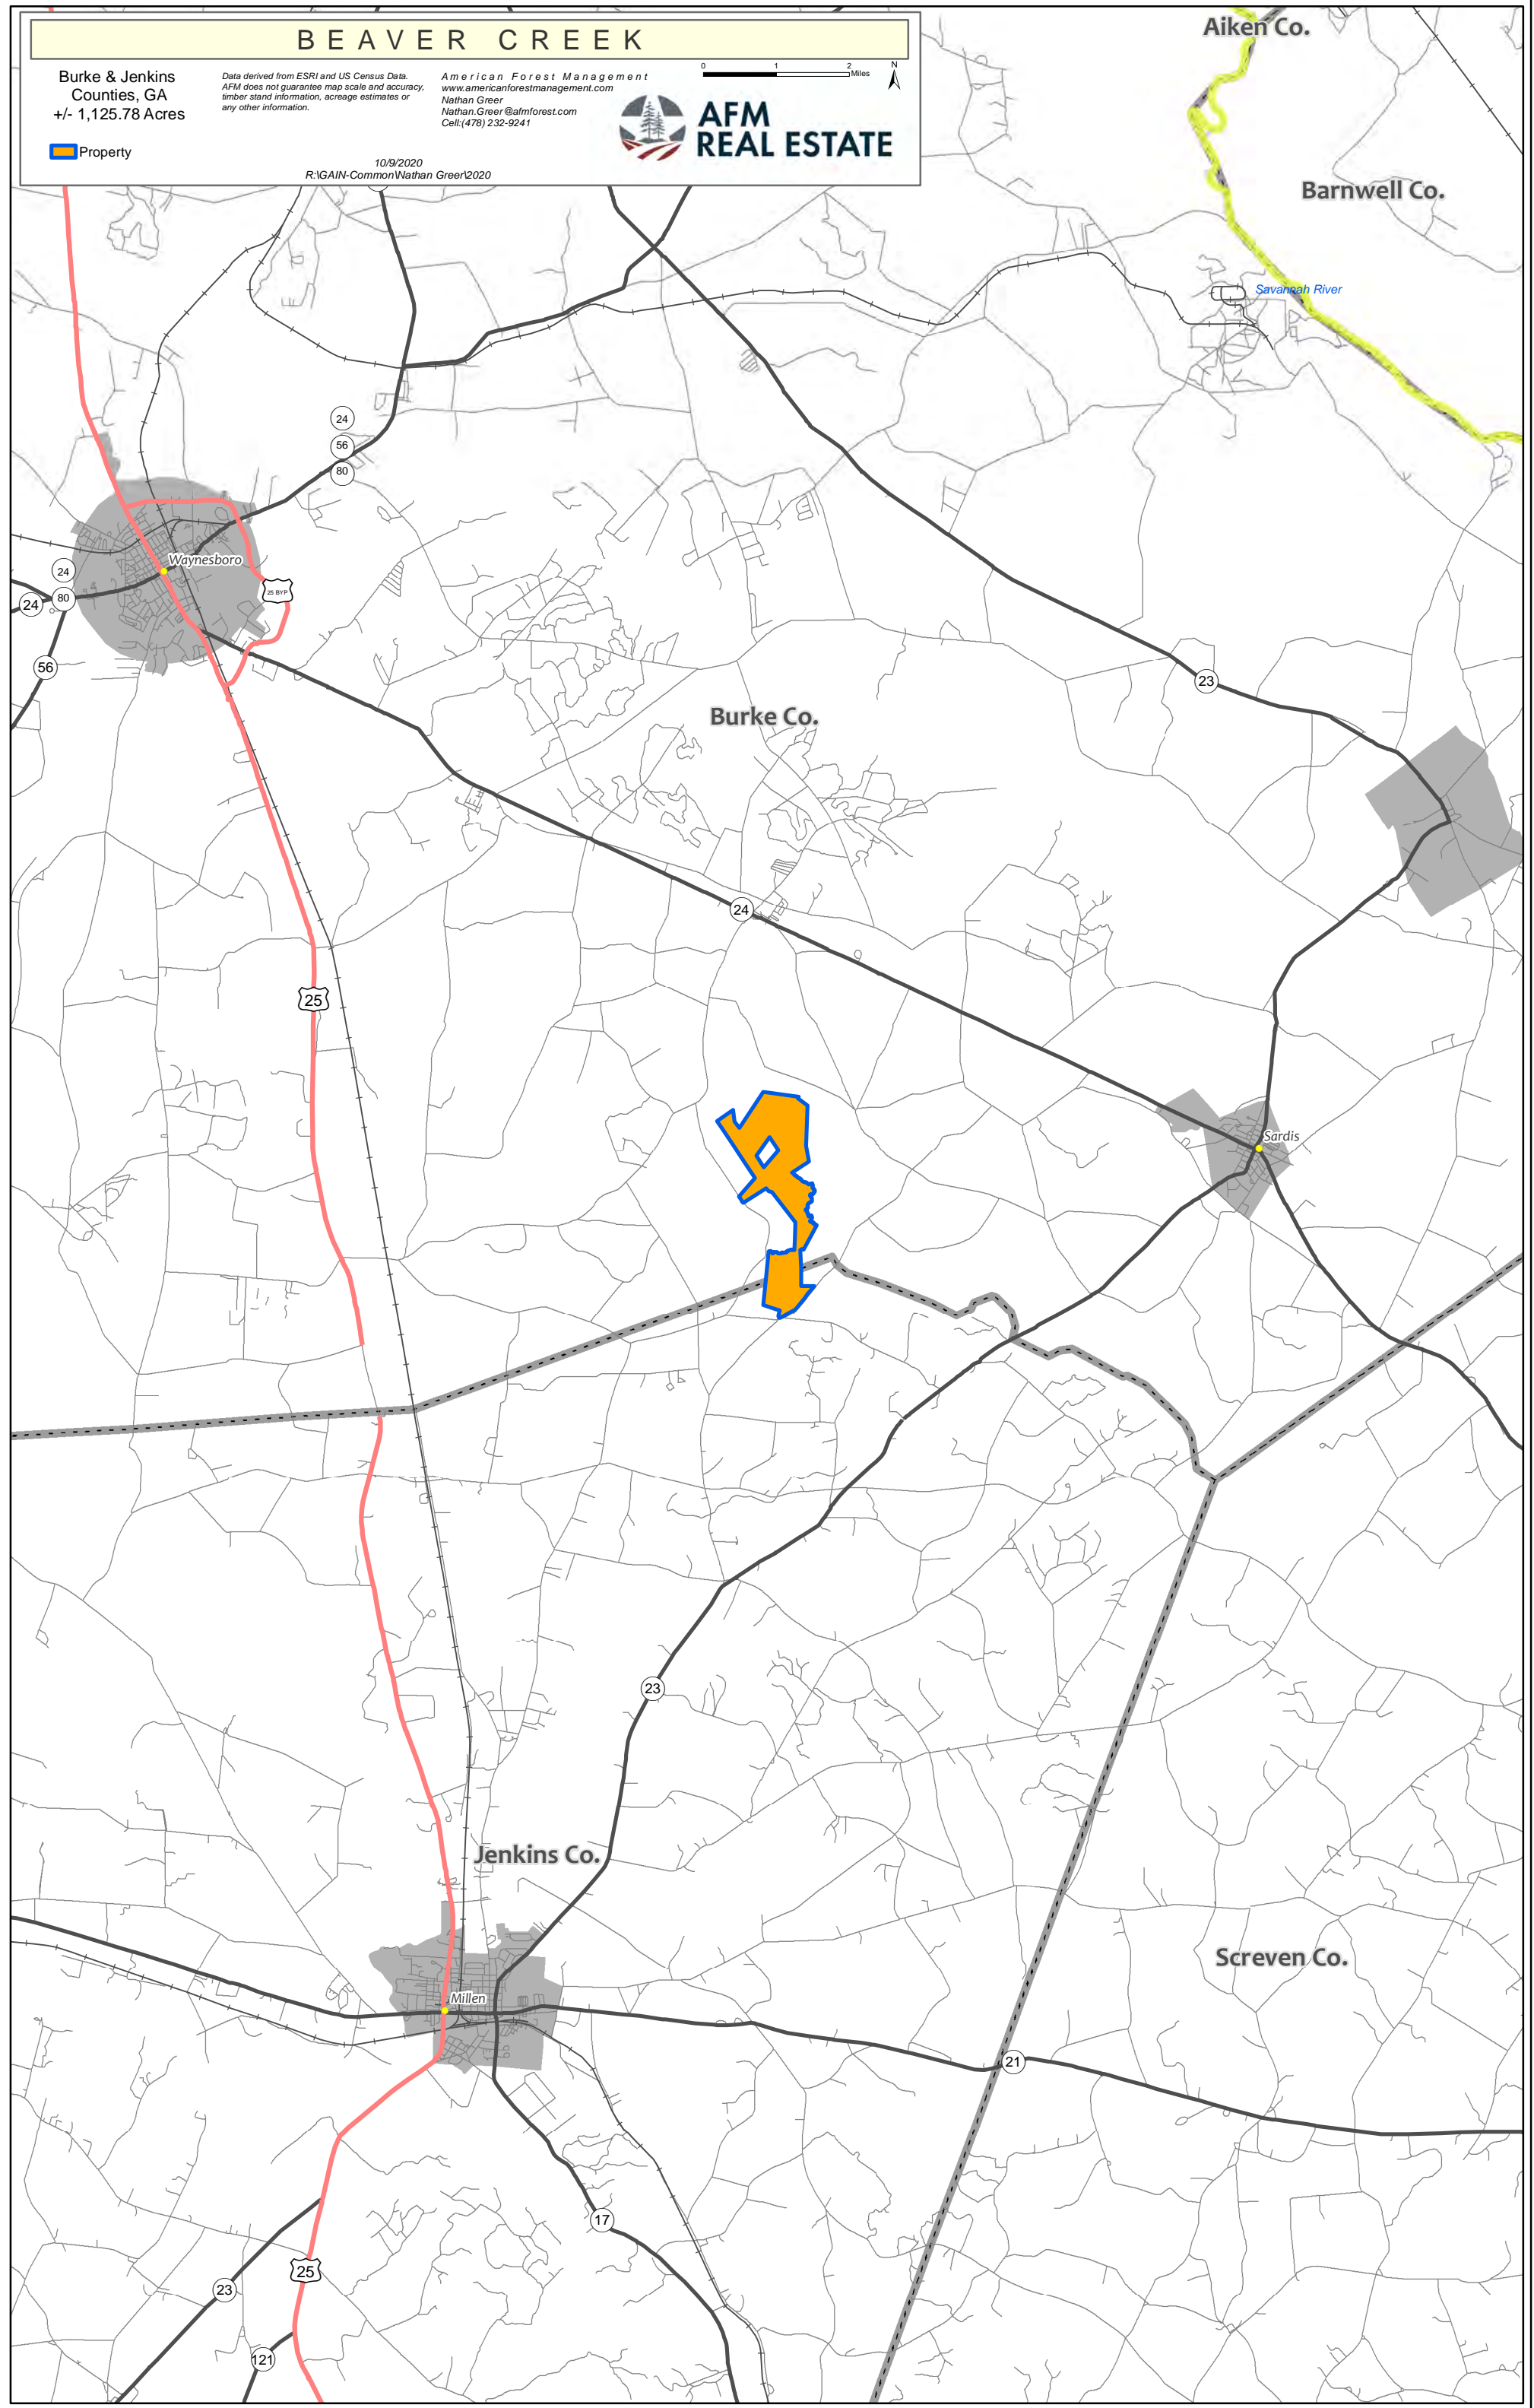 BEAVER CREEK
Burke & Jenkins
Counties, GA
+/- 1,125.78 Acres
Property
Data derived from ESRI and US Census Data.
AFM does not guarantee map scale and accuracy,
timber stand information, acreage estimates or
any other information.
American Forest Management
www.americanforestmanagement.com
Nathan Greer
Nathan.Greer@afmforest.com
Cell:(478) 232-9241
0 1 2
Miles
N
AFM
REAL ESTATE
10/9/2020
R:\GAIN-Common\Nathan Greer\2020
Aiken Co.
Barnwell Co.
Savannah River
24
56
80
Waynesboro
24
80
24
25 BYP
56
23
Burke Co.
24
25
Sardis
23
Jenkins Co.
Screven Co.
Millen
21
17
25
23
121